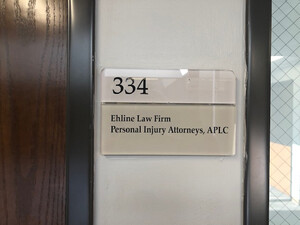 334
Ehline Law Firm
Personal Injury Attorneys, APLC